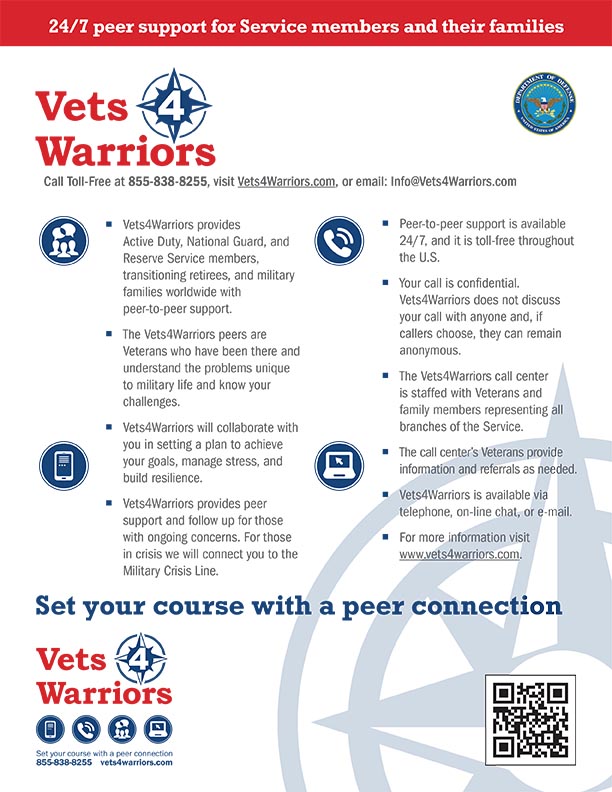 24/7 peer support for Service members and their families
Vets 4
Warriors
DEPARTMENT OF DEFENSE
UNITED STATES OF AMERICA
Call Toll-Free at 855-838-8255, visit Vets4Warriors.com, or email: Info@Vets4Warriors.com
Vets4Warriors provides
Active Duty, National Guard, and
Reserve Service members,
transitioning retirees, and military
families worldwide with
peer-to-peer support.
The Vets4Warriors peers are
Veterans who have been there and
understand the problems unique
to military life and know your
challenges.
Vets4Warriors will collaborate with
you in setting a plan to achieve
your goals, manage stress, and
build resilience.
Vets4Warriors provides peer
support and follow up for those
with ongoing concerns. For those
in crisis we will connect you to the
Military Crisis Line.
Peer-to-peer support is available
24/7, and it is toll-free throughout
the U.S.
Your call is confidential.
Vets4Warriors does not discuss
your call with anyone and, if
callers choose, they can remain
anonymous.
The Vets4Warriors call center
is staffed with Veterans and
family members representing all
branches of the Service.
The call center's Veterans provide
information and referrals as needed.
Vets4Warriors is available via
telephone, on-line chat, or e-mail.
For more information visit
www.vets4warriors.com.
Set your course with a peer connection
Vets 4
Warriors
Set your course with a peer connection
855-838-8255 vets4warriors.com